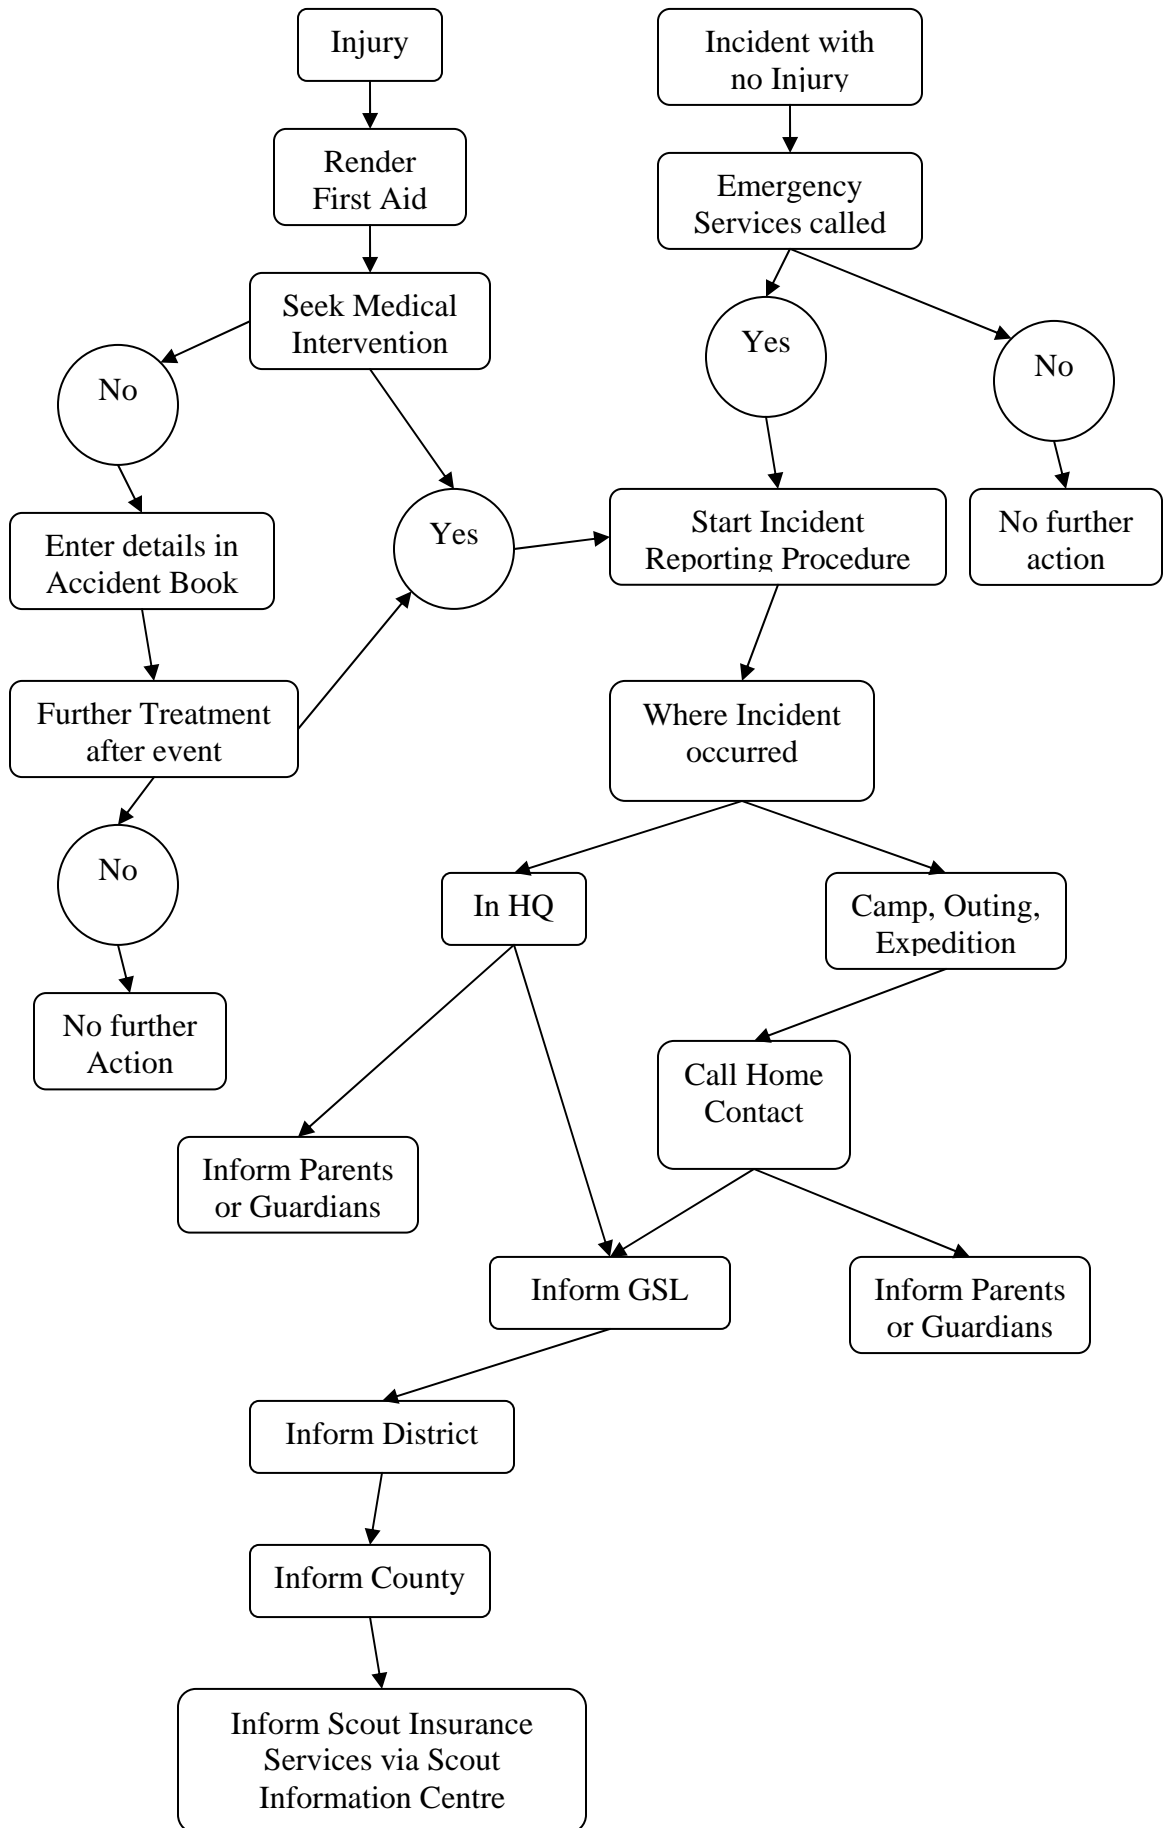 Injury
Incident with
no Injury
Render
First Aid
Emergency
Services called
Seek Medical
Intervention
Yes
No
No
Yes
Start Incident
Reporting Procedure
No further
action
Enter details in
Accident Book
Further Treatment
after event
Where Incident
occurred
No
In HQ
Camp, Outing,
Expedition
No further
Action
Call Home
Contact
Inform Parents
or Guardians
Inform GSL
Inform Parents
or Guardians
Inform District
Inform County
Inform Scout Insurance
Services via Scout
Information Centre